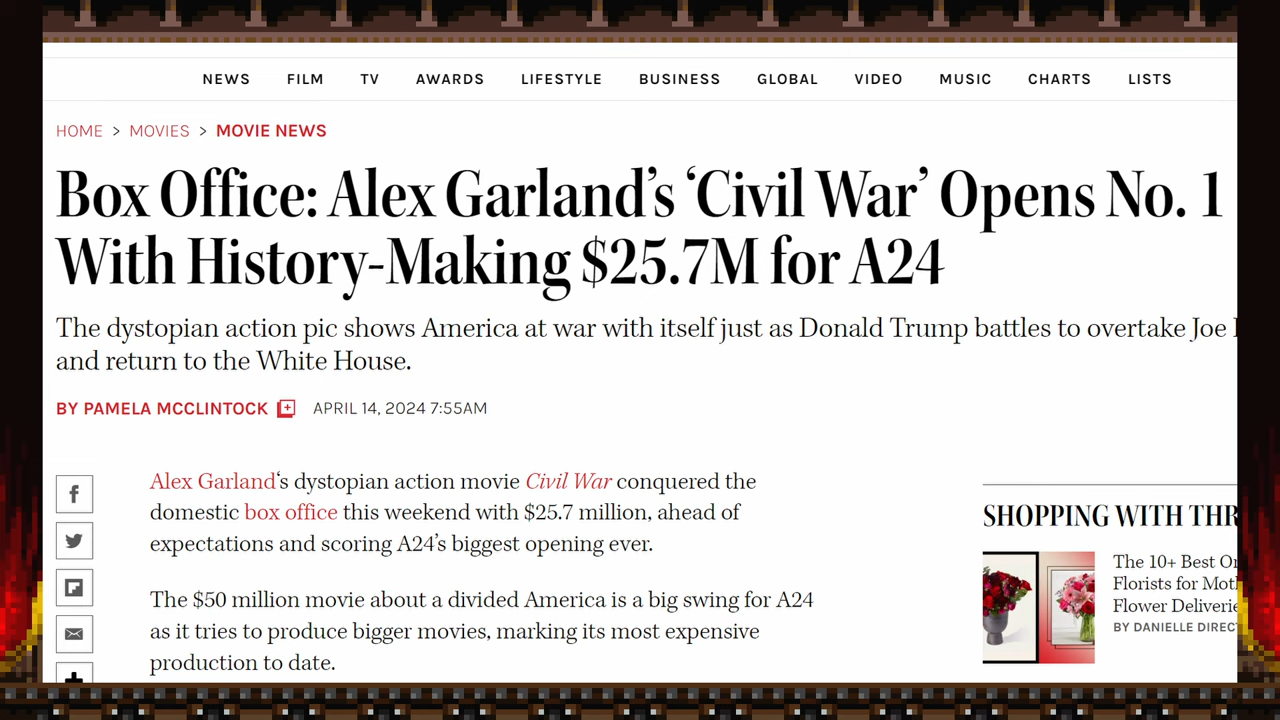 NEWS FILM TV AWARDS LIFESTYLE BUSINESS GLOBAL VIDEO MUSIC CHARTS LISTS
HOME > MOVIES > MOVIE NEWS
Box Office: Alex Garland’s ‘Civil War’ Opens No. 1
With History-Making $25.7M for A24
The dystopian action pic shows America at war with itself just as Donald Trump battles to overtake Joe
and return to the White House.
BY PAMELA MCCLINTOCK APRIL 14, 2024 7:55AM
Alex Garland‘s dystopian action movie Civil War conquered the
domestic box office this weekend with $25.7 million, ahead of
expectations and scoring A24’s biggest opening ever.
The $50 million movie about a divided America is a big swing for A24
as it tries to produce bigger movies, marking its most expensive
production to date.
SHOPPING WITH THR
The 10+ Best
Florists for
Flower
BY DANIELLE